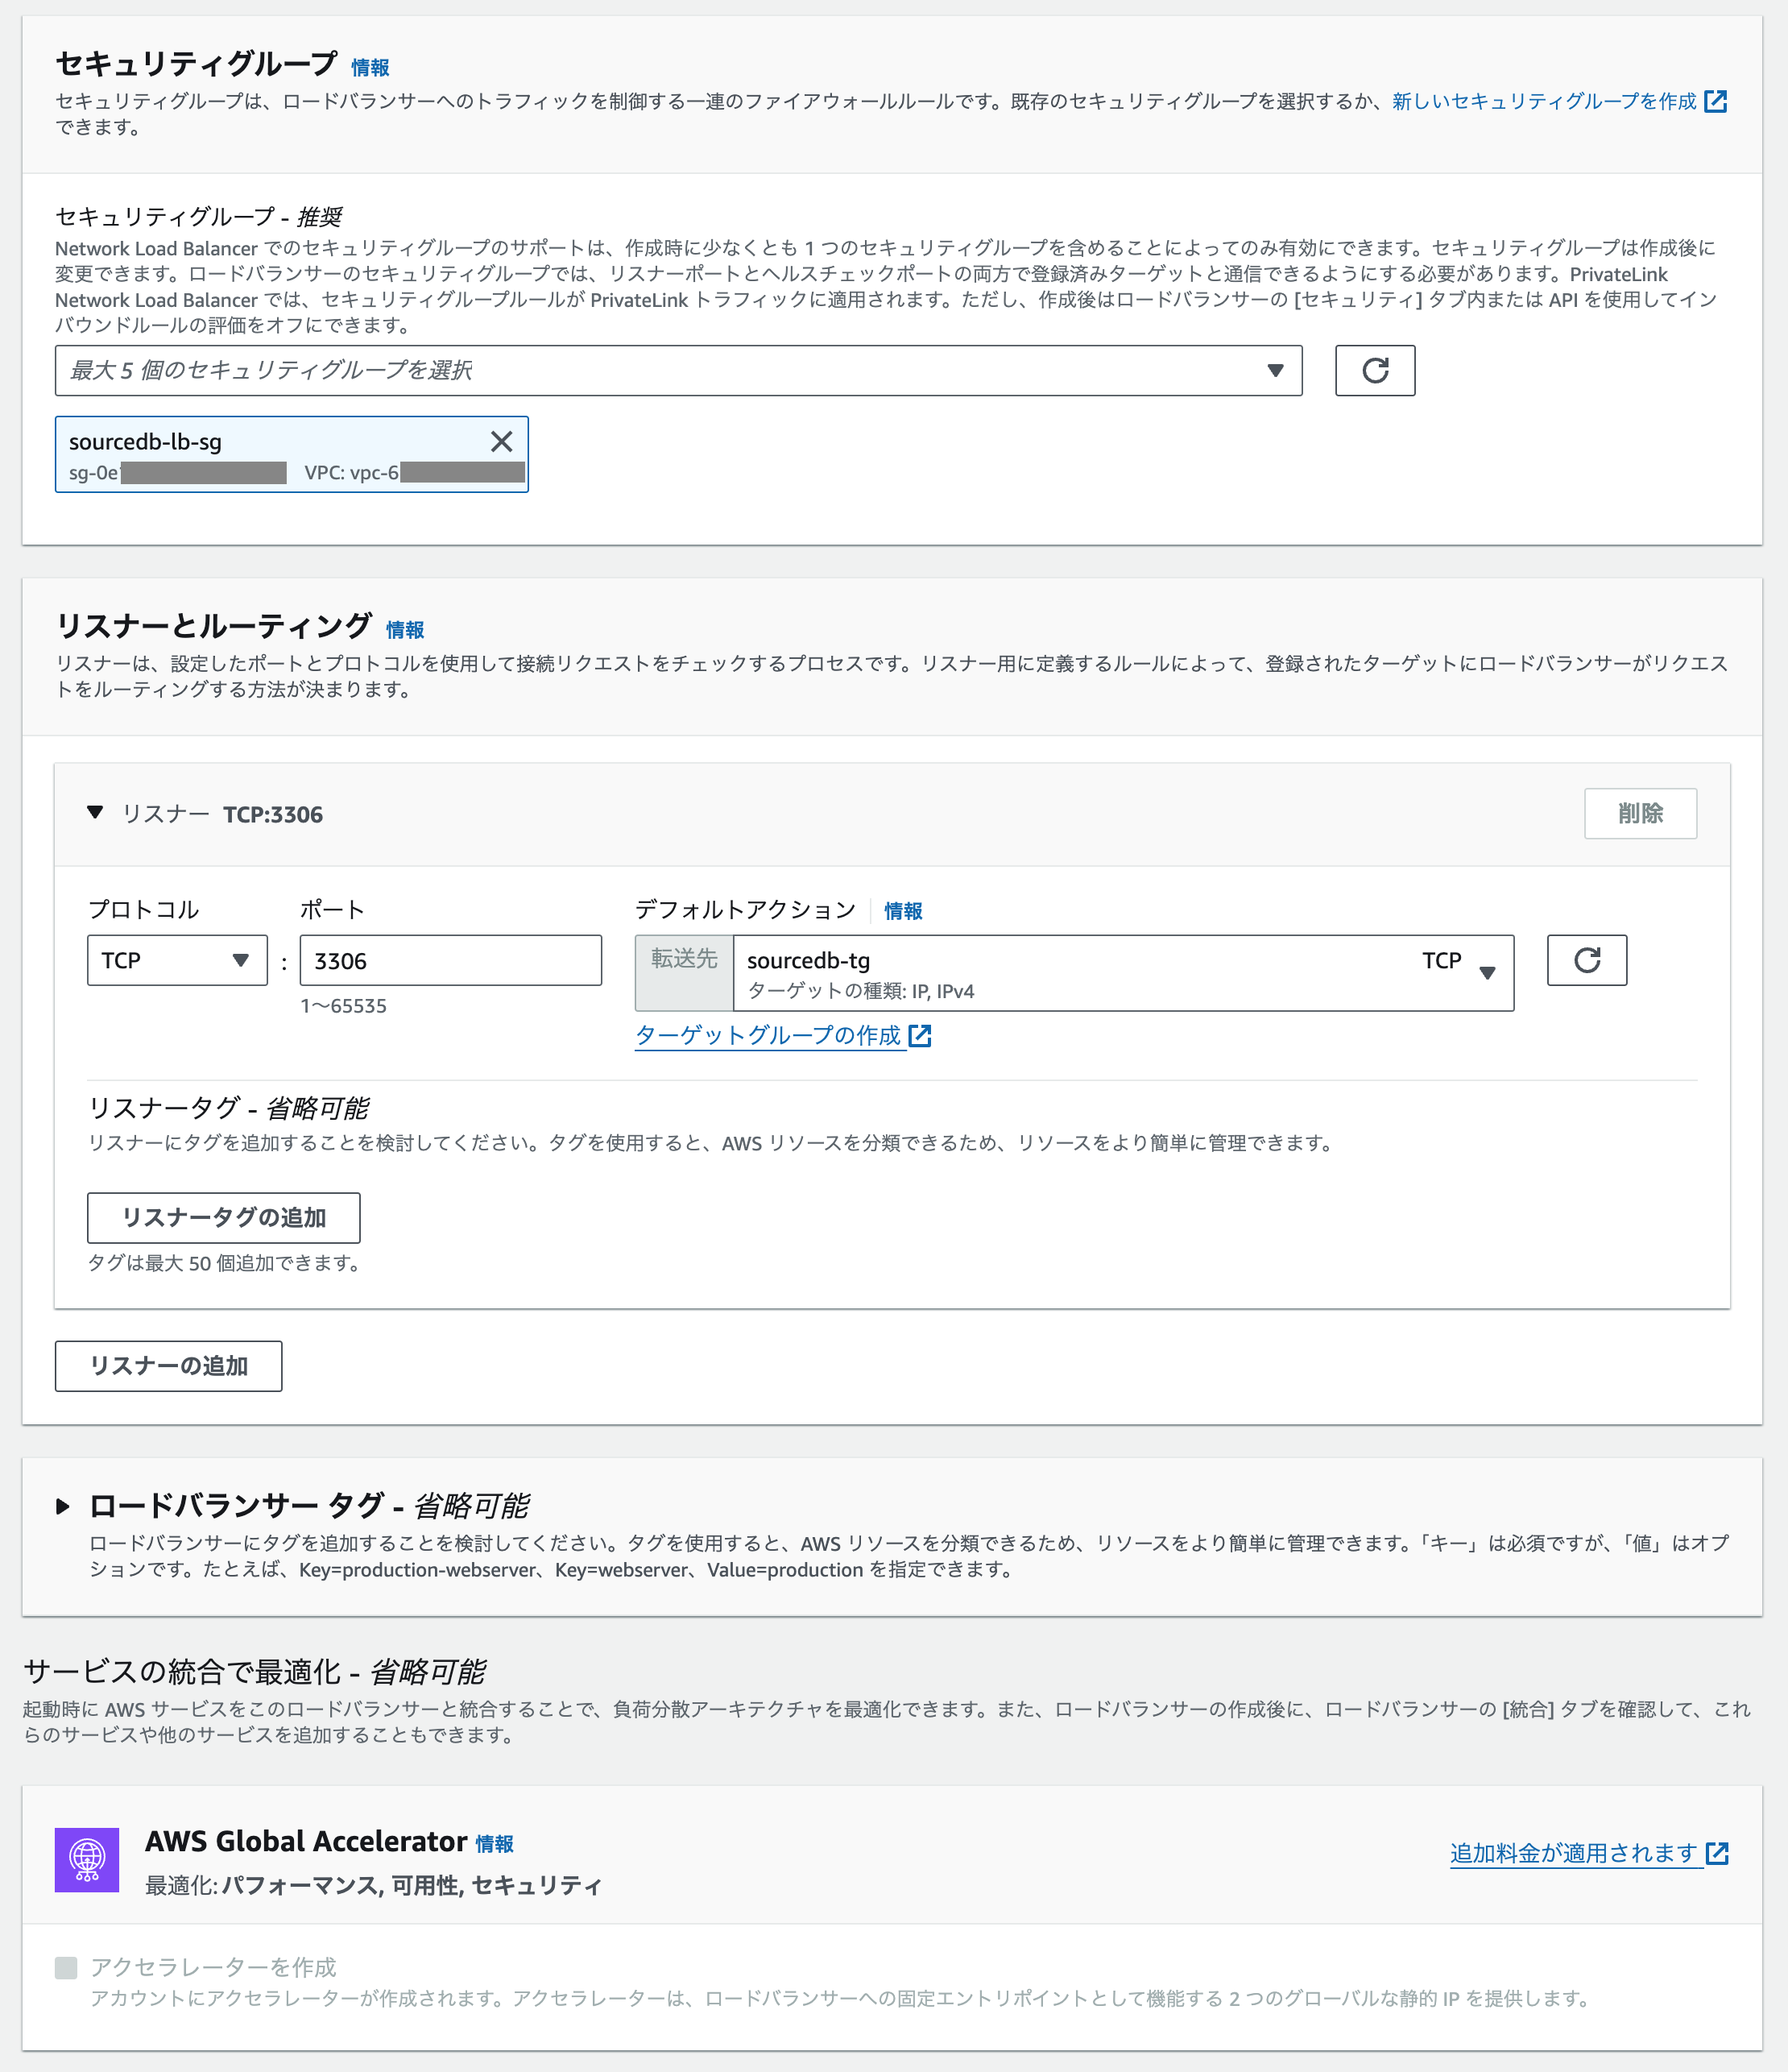 セキュリティグループ 情報
セキュリティグループは、ロードバランサーへのトラフィックを制御する一連のファイアウォールルールです。既存のセキュリティグループを選択するか、新しいセキュリティグループを作成
できます。
セキュリティグループ - 推奨
Network Load Balancer でのセキュリティグループのサポートは、作成時に少なくとも 1 つのセキュリティグループを含めることによってのみ有効にできます。セキュリティグループは作成後に
変更できます。ロードバランサーのセキュリティグループでは、リスナーポートとヘルスチェックポートの両方で登録済みターゲットと通信できるようにする必要があります。PrivateLink
Network Load Balancer では、セキュリティグループルールが PrivateLink トラフィックに適用されます。ただし、作成後はロードバランサーの [セキュリティ] タブ内または API を使用してイン
バウンドルールの評価をオフにできます。
最大 5 個のセキュリティグループを選択
sourcedb-lb-sg
sg-0e VPC: vpc-6
リスナーとルーティング 情報
リスナーは、設定したポートとプロトコルを使用して接続リクエストをチェックするプロセスです。リスナー用に定義するルールによって、登録されたターゲットにロードバランサーがリクエス
トをルーティングする方法が決まります。
リスナー TCP:3306
削除
プロトコル ポート デフォルトアクション 情報
TCP : 3306 転送先 sourcedb-tg TCP
ターゲットの種類: IP, IPv4
1〜65535
ターゲットグループの作成
リスナータグ - 省略可能
リスナーにタグを追加することを検討してください。タグを使用すると、AWS リソースを分類できるため、リソースをより簡単に管理できます。
リスナータグの追加
タグは最大 50 個追加できます。
リスナーの追加
ロードバランサー タグ - 省略可能
ロードバランサーにタグを追加することを検討してください。タグを使用すると、AWS リソースを分類できるため、リソースをより簡単に管理できます。「キー」は必須ですが、「値」はオプ
ションです。たとえば、Key=production-webserver、Key=webserver、Value=production を指定できます。
サービスの統合で最適化 - 省略可能
起動時に AWS サービスをこのロードバランサーと統合することで、負荷分散アーキテクチャを最適化できます。また、ロードバランサーの作成後に、ロードバランサーの [統合] タブを確認して、これ
らのサービスや他のサービスを追加することもできます。
AWS Global Accelerator 情報
最適化: パフォーマンス, 可用性, セキュリティ
追加料金が適用されます
アクセラレーターを作成
アカウントにアクセラレーターが作成されます。アクセラレーターは、ロードバランサーへの固定エントリポイントとして機能する 2 つのグローバルな静的 IP を提供します。